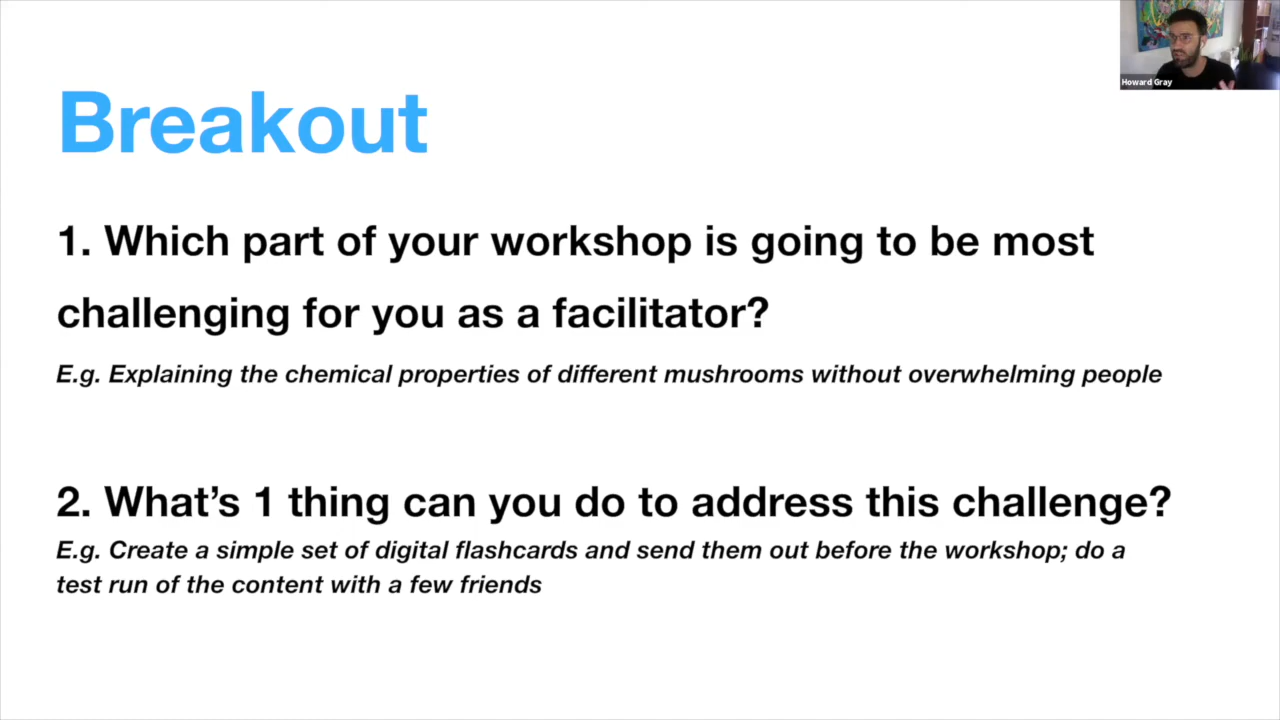 Howard Gray
Breakout
1. Which part of your workshop is going to be most
challenging for you as a facilitator?
E.g. Explaining the chemical properties of different mushrooms without overwhelming people
2. What’s 1 thing can you do to address this challenge?
E.g. Create a simple set of digital flashcards and send them out before the workshop; do a
test run of the content with a few friends